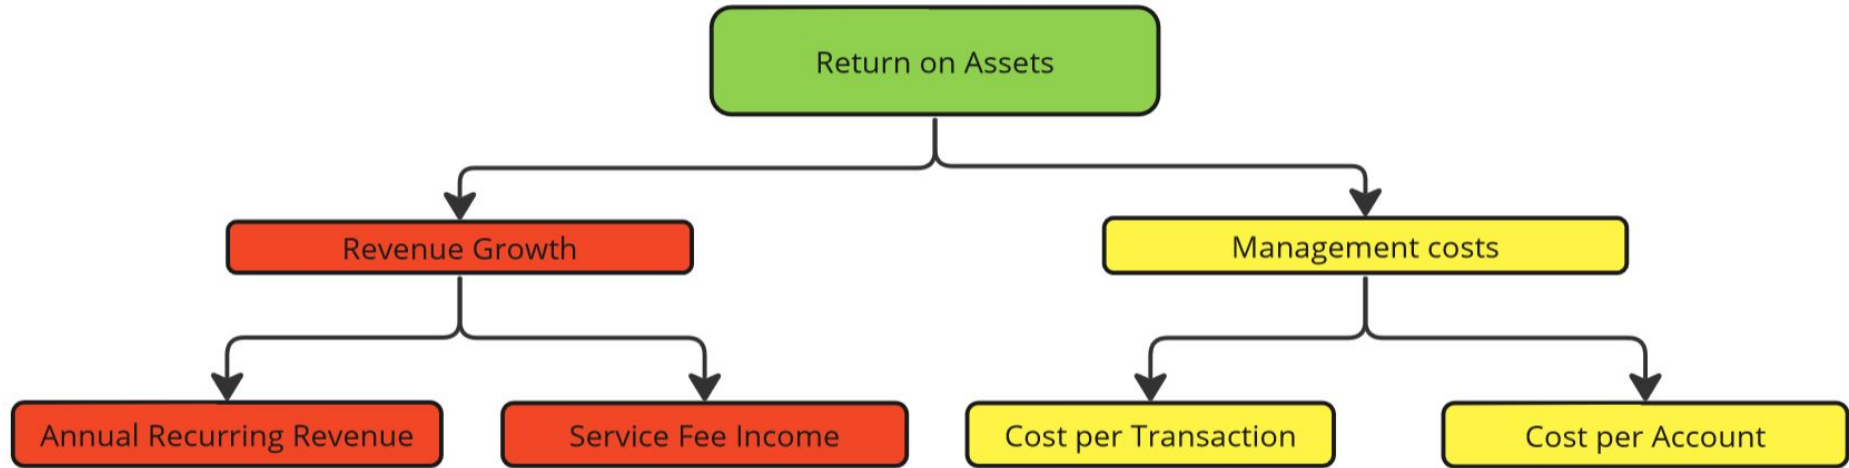 Return on Assets
Revenue Growth
Management costs
Annual Recurring Revenue
Service Fee Income
Cost per Transaction
Cost per Account